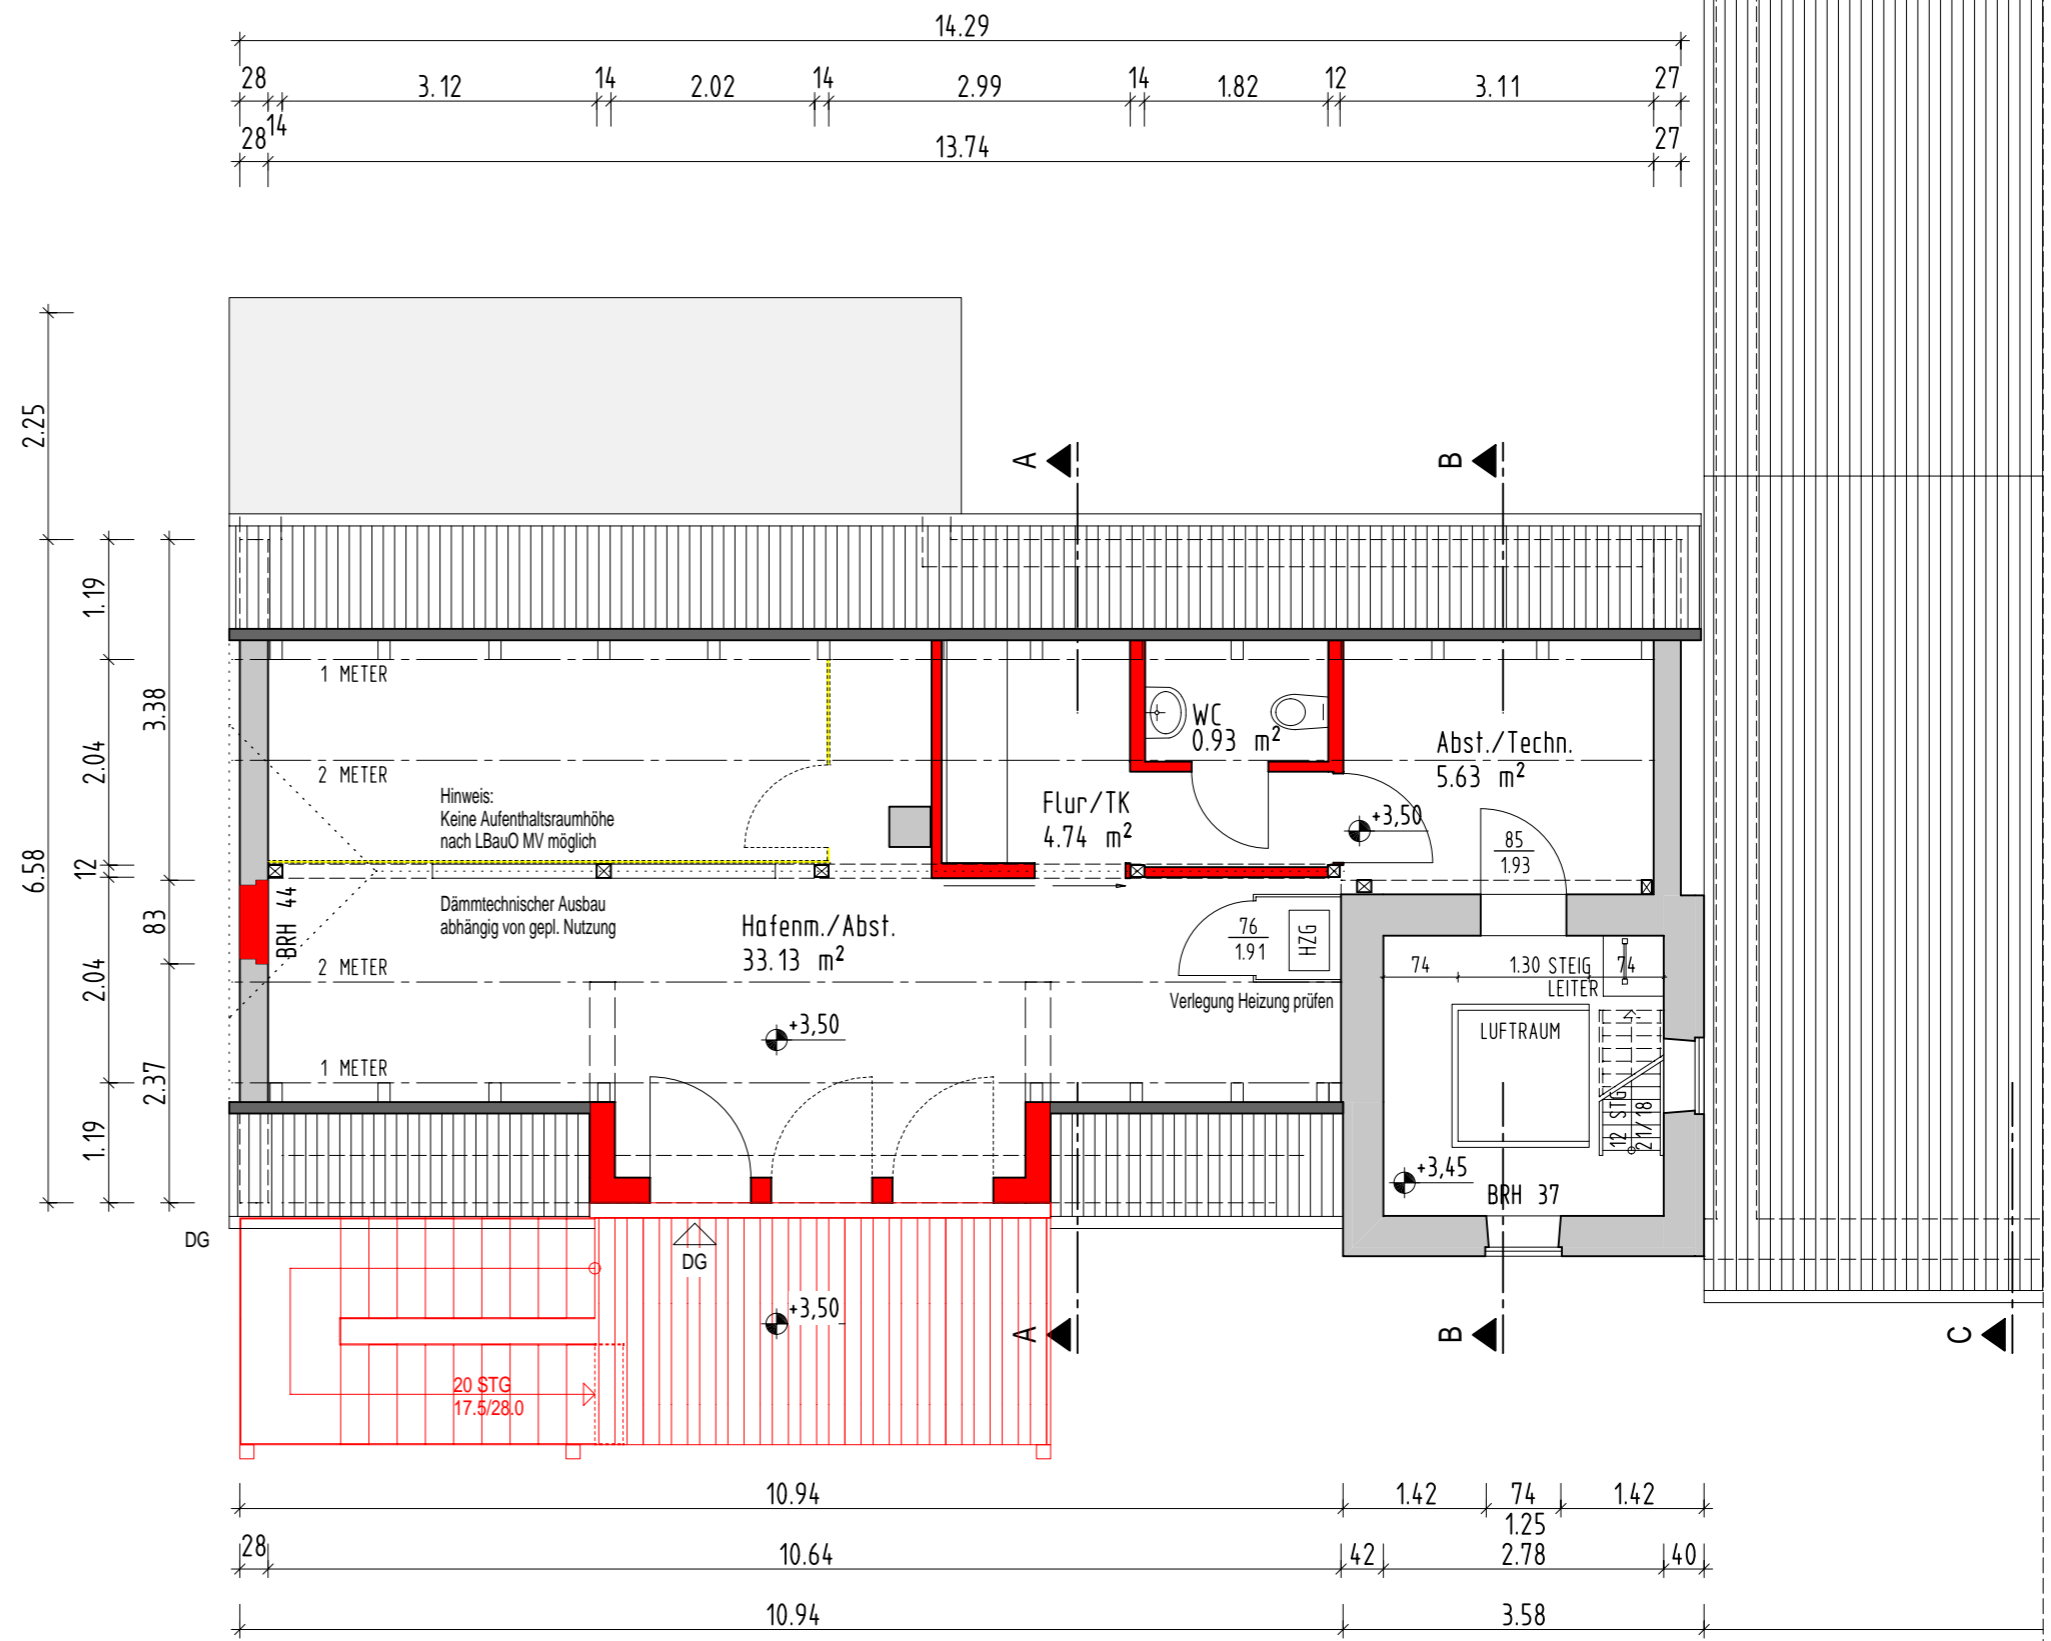 14.29
28 3.12 14 2.02 14 2.99 14 1.82 12 3.11 27
14
28 13.74 27
2.25
6.58
1.19
2.04
12
2.04
1.19
3.38
83
2.37
A
B
1 METER
2 METER
Hinweis:
Keine Aufenthaltsraumhöhe
nach LBauO MV möglich
WC
0.93 m²
Abst./Techn.
5.63 m²
Flur/TK
4.74 m²
+3,50
85
1.93
BRH 44
Dämmtechnischer Ausbau
abhängig von gepl. Nutzung
Hafenm./Abst.
33.13 m²
76
1.91
HZG
2 METER
Verlegung Heizung prüfen
74 1.30 STEIG 74
LEITER
LUFTRAUM
+3,50
1 METER
12 STG
21/18
+3,45
BRH 37
DG
DG
+3,50
A
B
C
20 STG
17.5/28.0
10.94 1.42 74 1.42
1.25
28 10.64 42 2.78 40
10.94 3.58